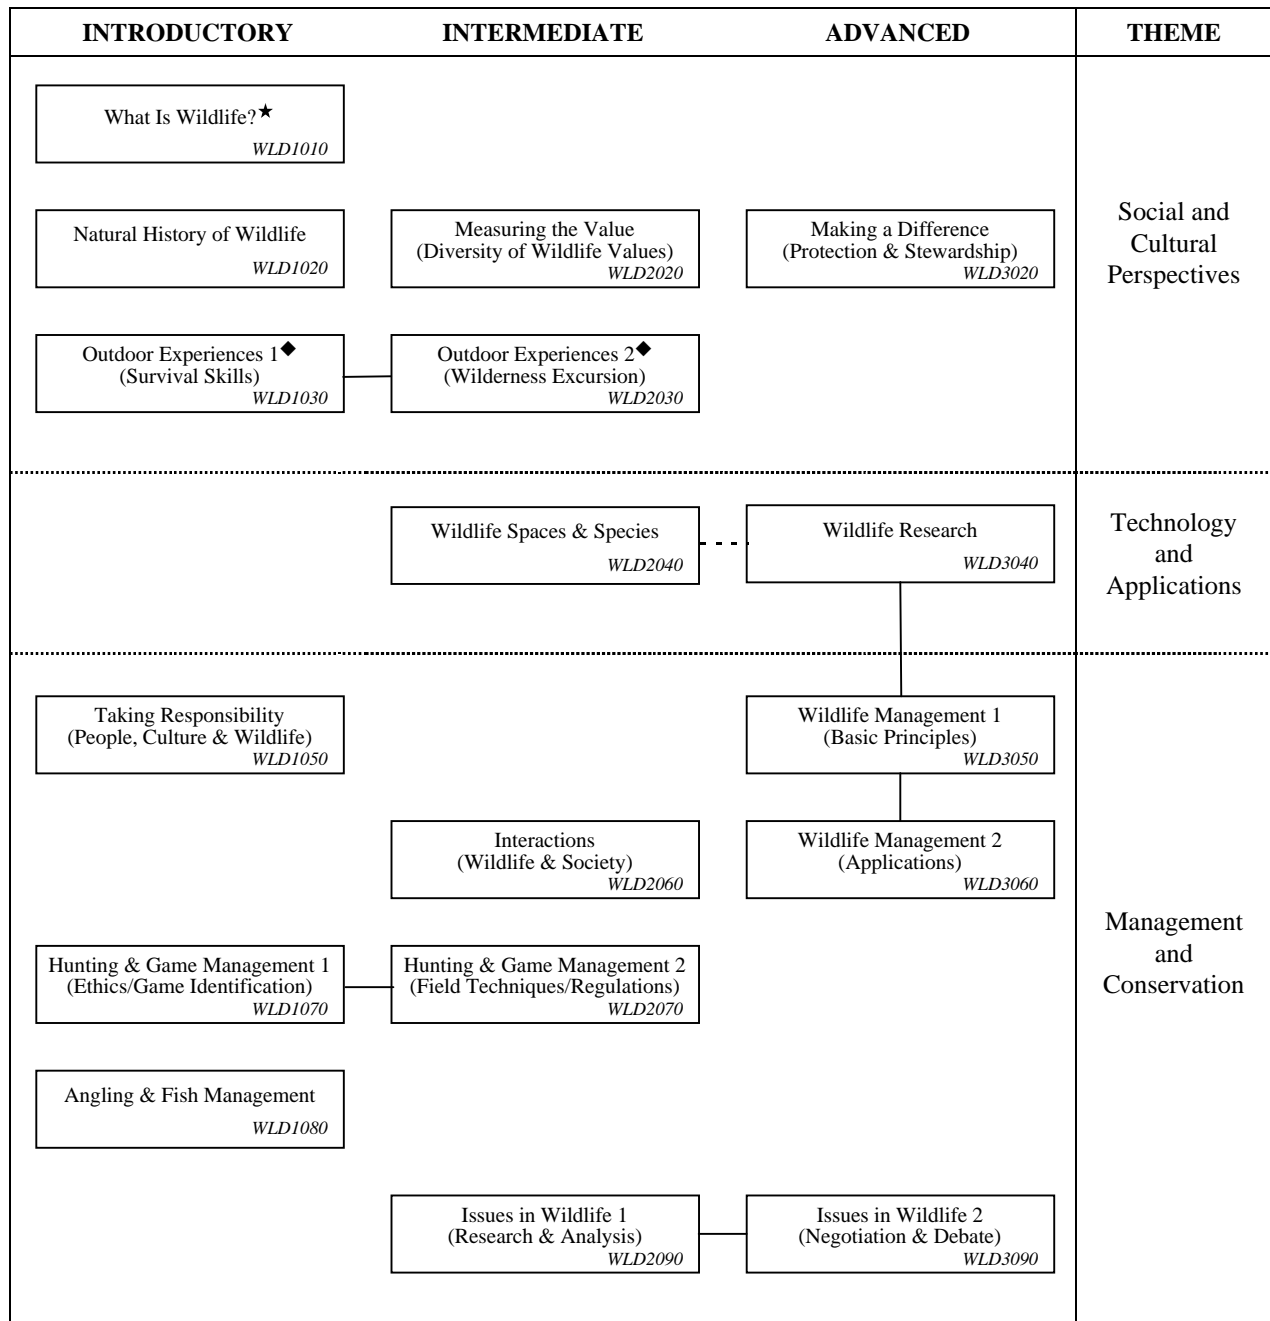 INTRODUCTORY INTERMEDIATE ADVANCED THEME
What Is Wildlife?★
WLD1010
Natural History of Wildlife
WLD1020
Measuring the Value
(Diversity of Wildlife Values)
WLD2020
Making a Difference
(Protection & Stewardship)
WLD3020
Social and
Cultural
Perspectives
Outdoor Experiences 1◆
(Survival Skills)
WLD1030
Outdoor Experiences 2◆
(Wilderness Excursion)
WLD2030
Wildlife Spaces & Species
WLD2040
Wildlife Research
WLD3040
Technology
and
Applications
Taking Responsibility
(People, Culture & Wildlife)
WLD1050
Wildlife Management 1
(Basic Principles)
WLD3050
Interactions
(Wildlife & Society)
WLD2060
Wildlife Management 2
(Applications)
WLD3060
Management
and
Conservation
Hunting & Game Management 1
(Ethics/Game Identification)
WLD1070
Hunting & Game Management 2
(Field Techniques/Regulations)
WLD2070
Angling & Fish Management
WLD1080
Issues in Wildlife 1
(Research & Analysis)
WLD2090
Issues in Wildlife 2
(Negotiation & Debate)
WLD3090